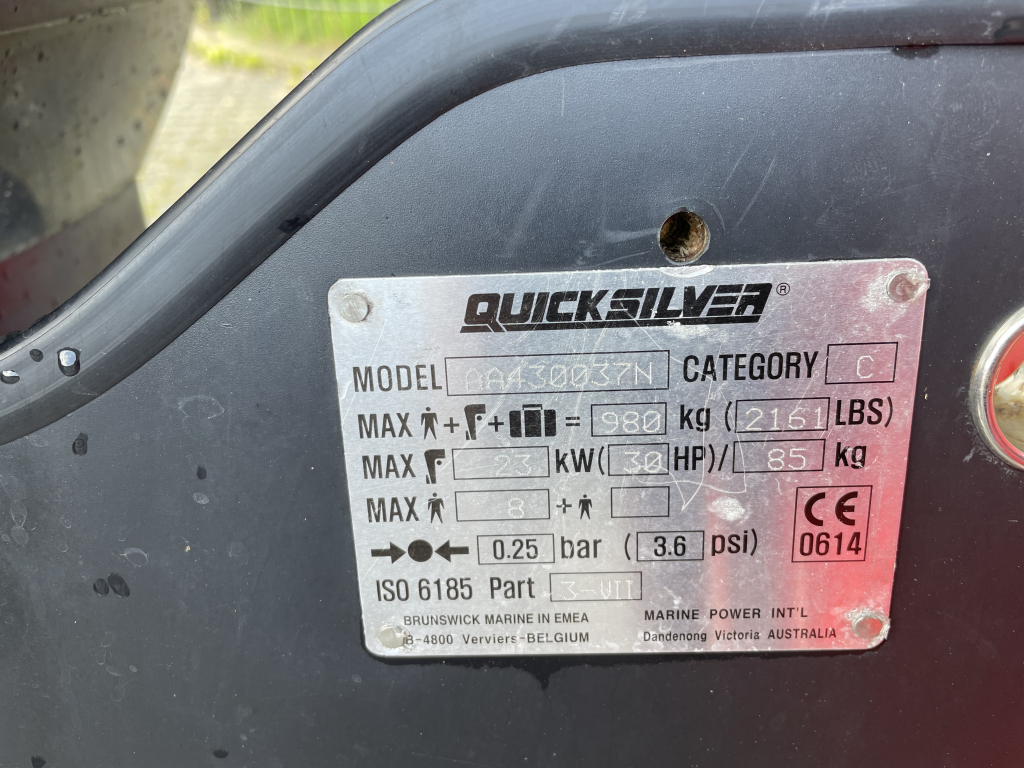 QUICKSILVER®
MODEL AA430037N CATEGORY C
MAX + + = 980 kg (2161 LBS)
MAX 23 kW(30 HP)/ 85 kg
MAX 8 +
0.25 bar (3.6 psi)
CE
0614
ISO 6185 Part 3-VII
BRUNSWICK MARINE IN EMEA
B-4800 Verviers-BELGIUM
MARINE POWER INT'L
Dandenong Victoria AUSTRALIA